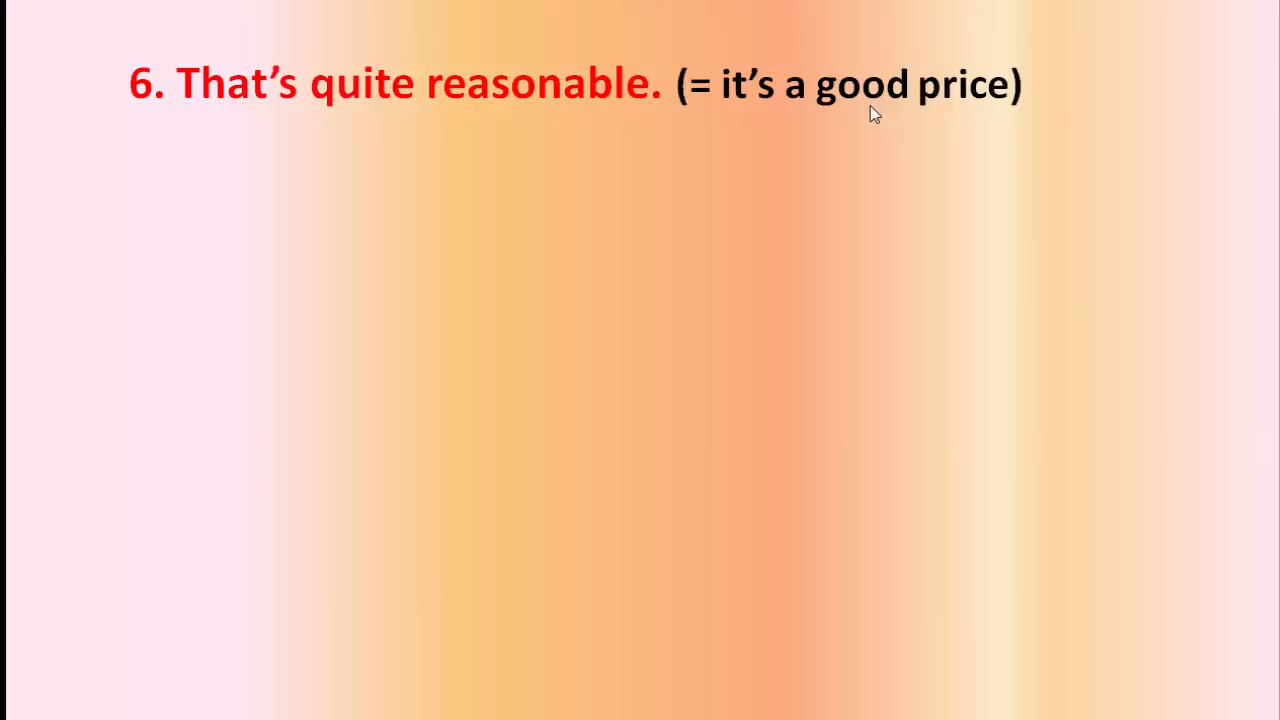 6. That’s quite reasonable. (= it’s a good price)